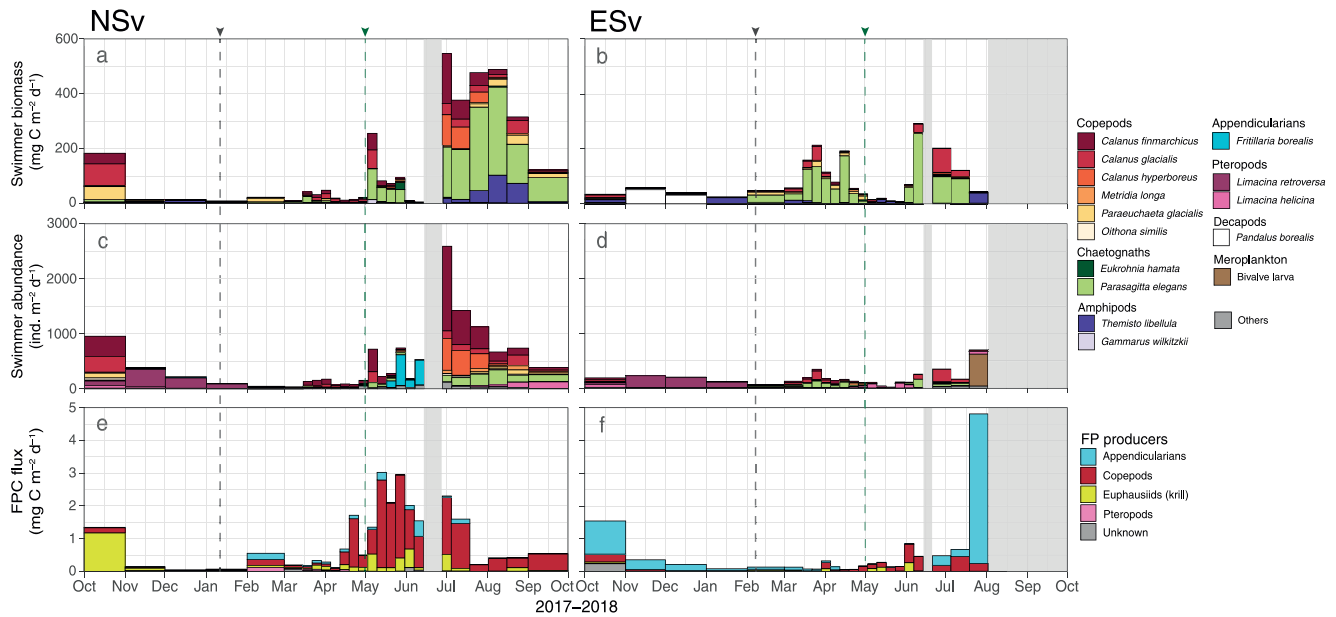 NSv
ESv
a
b
600
400
200
0
Swimmer biomass
(mg C m⁻² d⁻¹)
c
d
3000
2000
1000
0
Swimmer abundance
(ind. m⁻² d⁻¹)
e
f
5
4
3
2
1
0
FPC flux
(mg C m⁻² d⁻¹)
Oct Nov Dec Jan Feb Mar Apr May Jun Jul Aug Sep Oct
Oct Nov Dec Jan Feb Mar Apr May Jun Jul Aug Sep Oct
2017–2018
Copepods
Calanus finmarchicus
Calanus glacialis
Calanus hyperboreus
Metridia longa
Paraeuchaeta glacialis
Oithona similis
Chaetognaths
Eukrohnia hamata
Parasagitta elegans
Amphipods
Themisto libellula
Gammarus wilkitzkii
Appendicularians
Fritillaria borealis
Pteropods
Limacina retroversa
Limacina helicina
Decapods
Pandalus borealis
Meroplankton
Bivalve larva
Others
FP producers
Appendicularians
Copepods
Euphausiids (krill)
Pteropods
Unknown